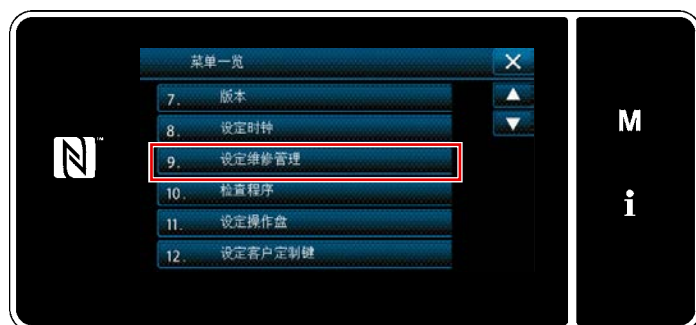 菜单一览
7. 版本
8. 设定时钟
9. 设定维修管理
10. 检查程序
11. 设定操作盘
12. 设定客户定制键
M
i